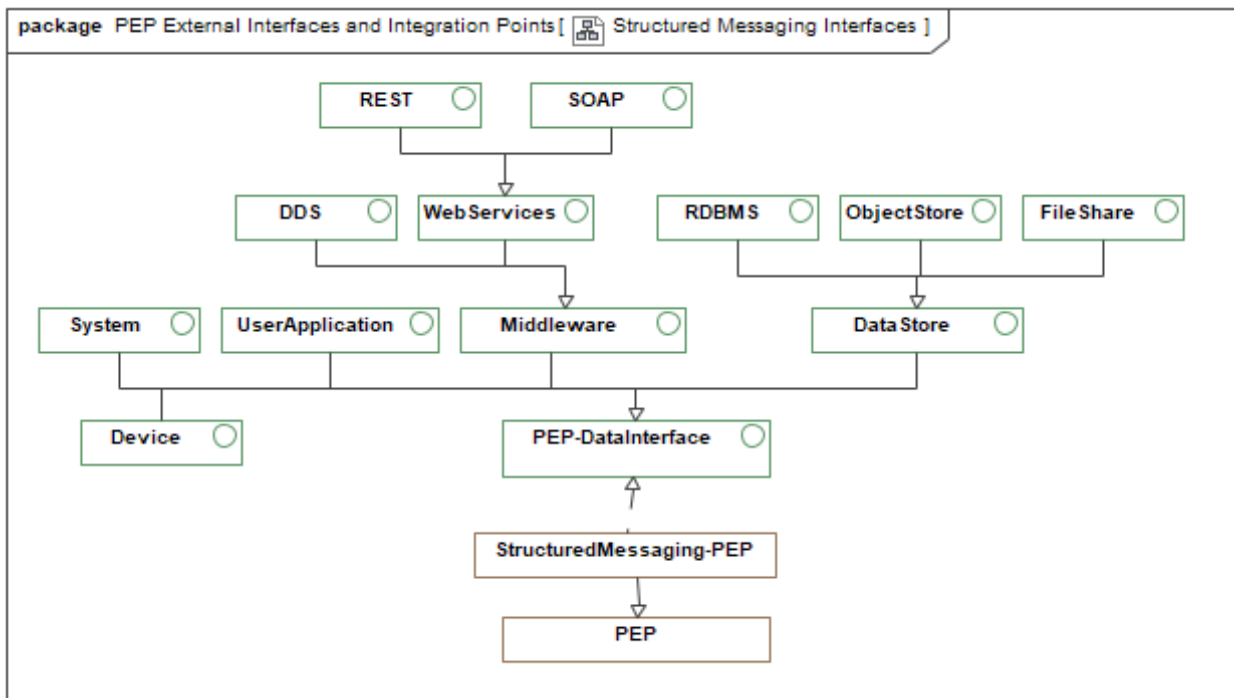 package PEP External Interfaces and Integration Points[ Structured Messaging Interfaces ]
REST
SOAP
DDS
WebServices
RDBMS
ObjectStore
FileShare
System
UserApplication
Middleware
DataStore
Device
PEP-DataInterface
StructuredMessaging-PEP
PEP